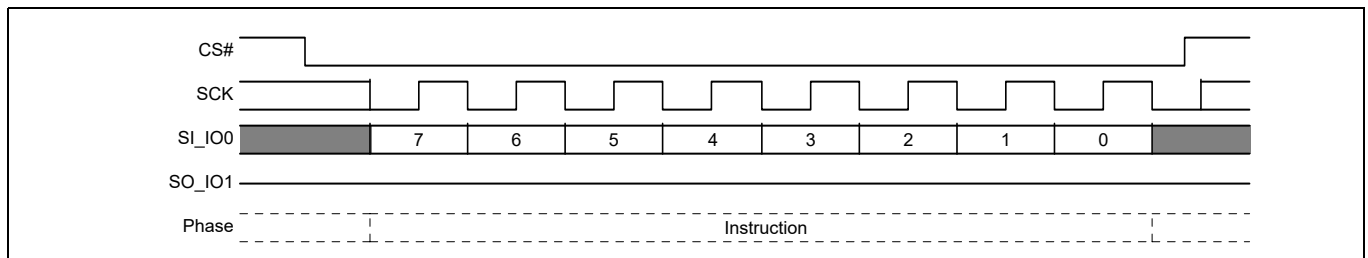 CS#
SCK
SI_IO0 7 6 5 4 3 2 1 0
SO_IO1
Phase Instruction